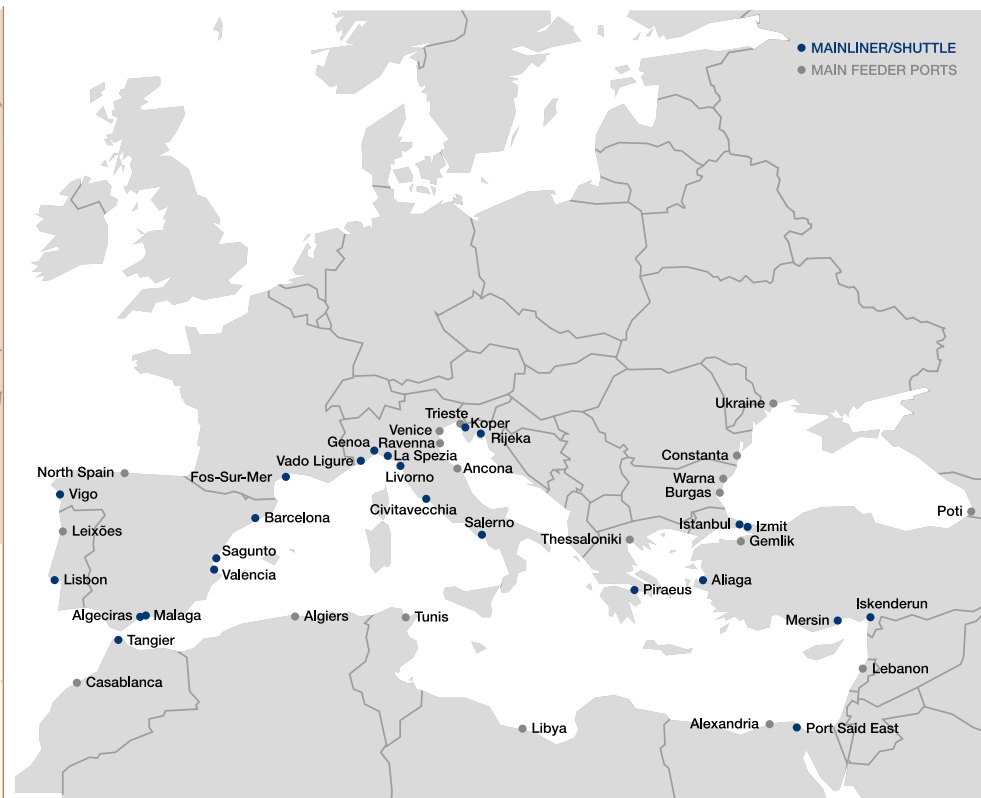 MAINLINER/SHUTTLE
MAIN FEEDER PORTS
Ukraine
Trieste
Koper
Venice
Rijeka
Genoa
Ravenna
La Spezia
Constanta
Vado Ligure
Ancona
North Spain
Fos-Sur-Mer
Livorno
Warna
Burgas
Vigo
Civitavecchia
Poti
Barcelona
Salerno
Istanbul
Izmit
Leixões
Thessaloniki
Gemlik
Sagunto
Valencia
Lisbon
Aliaga
Piraeus
Iskenderun
Algeciras
Malaga
Algiers
Tunis
Mersin
Tangier
Lebanon
Casablanca
Libya
Alexandria
Port Said East